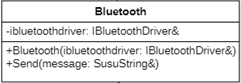 Bluetooth
-ibluetoothdriver: IBluetoothDriver&
+Bluetooth(ibluetoothdriver: IBluetoothDriver&)
+Send(message: SusuString&)